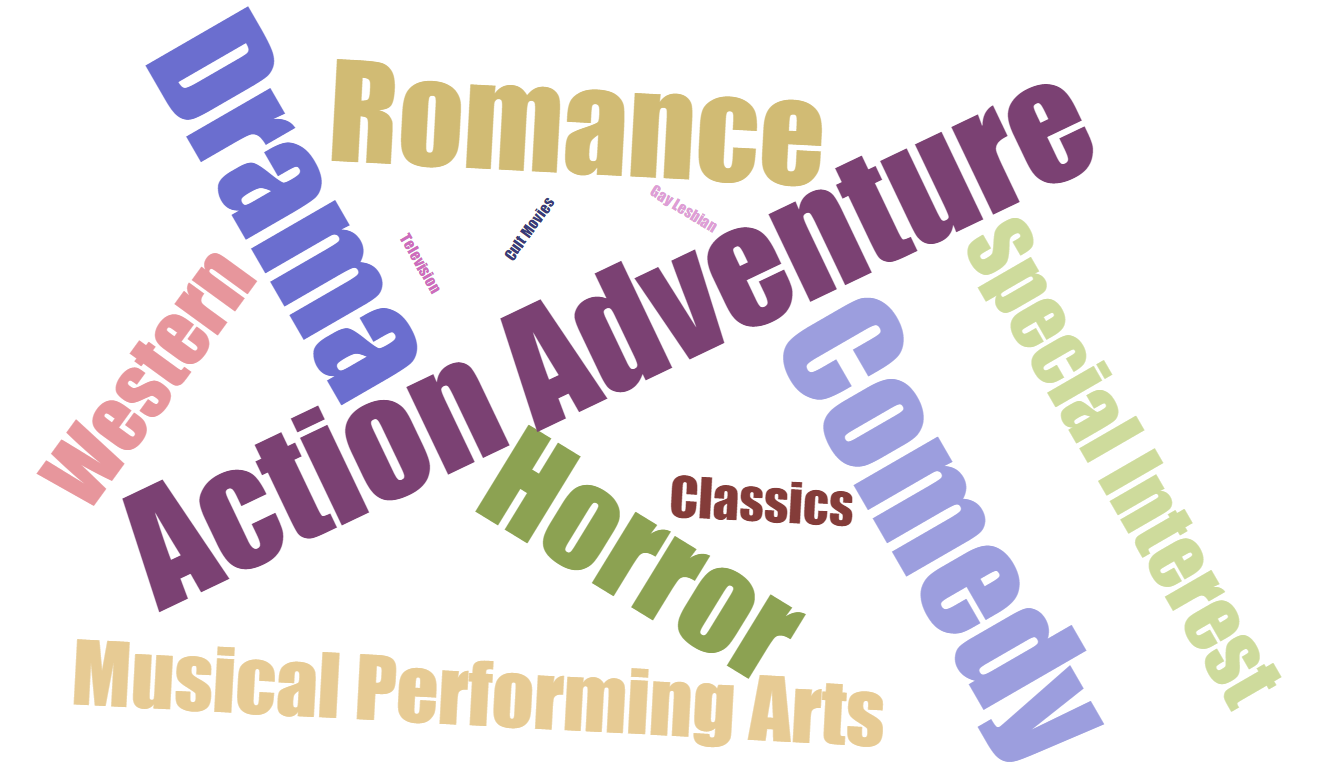 Drama
Romance
Gay Lesbian
Cult Movies
Television
Action Adventure
Western
Special Interest
Comedy
Horror
Classics
Musical Performing Arts